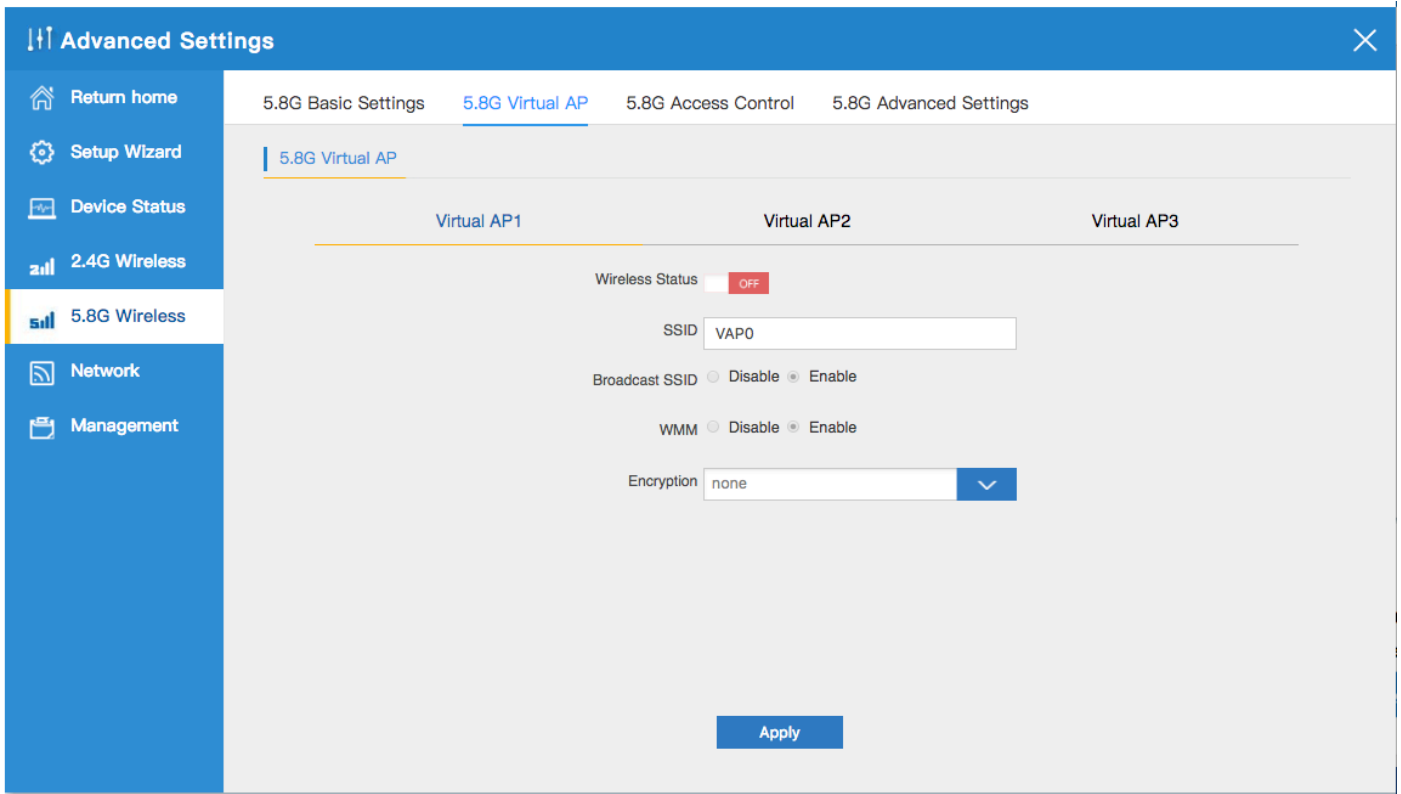 Advanced Settings
Return home
Setup Wizard
Device Status
2.4G Wireless
5.8G Wireless
Network
Management
5.8G Basic Settings 5.8G Virtual AP 5.8G Access Control 5.8G Advanced Settings
5.8G Virtual AP
Virtual AP1 Virtual AP2 Virtual AP3
Wireless Status OFF
SSID VAP0
Broadcast SSID Disable Enable
WMM Disable Enable
Encryption none
Apply